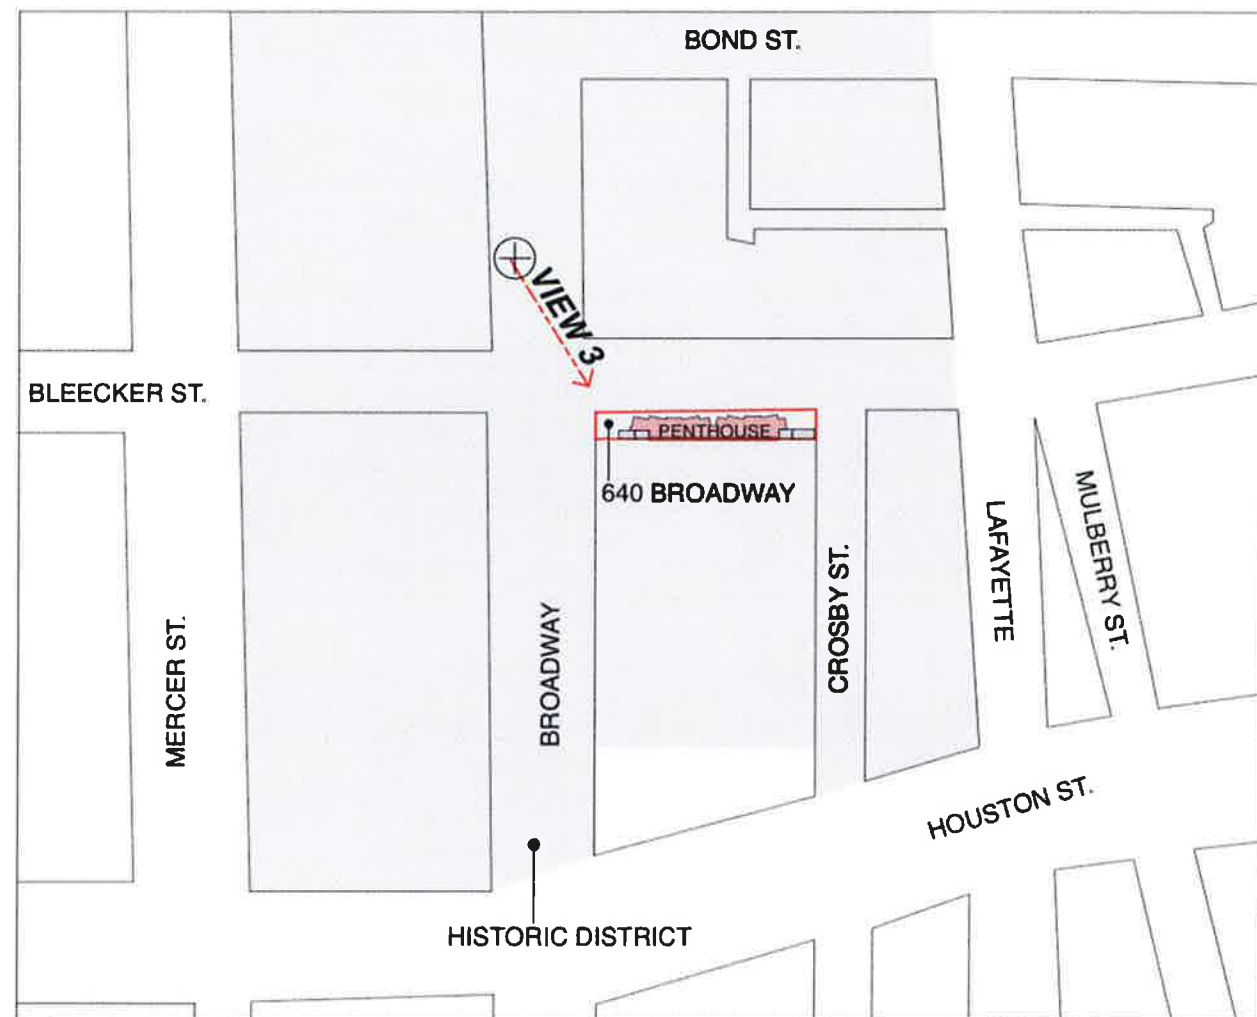 BOND ST.
VIEW 3
BLEECKER ST.
PENTHOUSE
640 BROADWAY
MERCER ST.
BROADWAY
CROSBY ST.
LAFAYETTE
MULBERRY ST.
HOUSTON ST.
HISTORIC DISTRICT